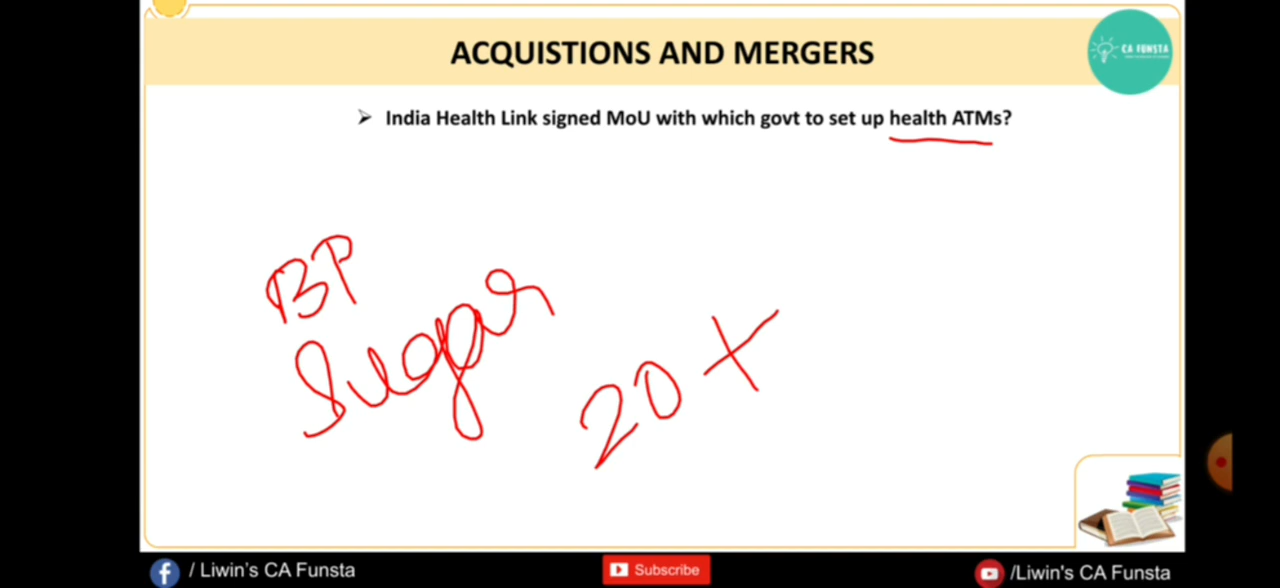 ACQUISTIONS AND MERGERS
CA FUNSTA
India Health Link signed MoU with which govt to set up health ATMs?
BP
Sugar
20+
/ Liwin's CA Funsta
Subscribe
/Liwin's CA Funsta